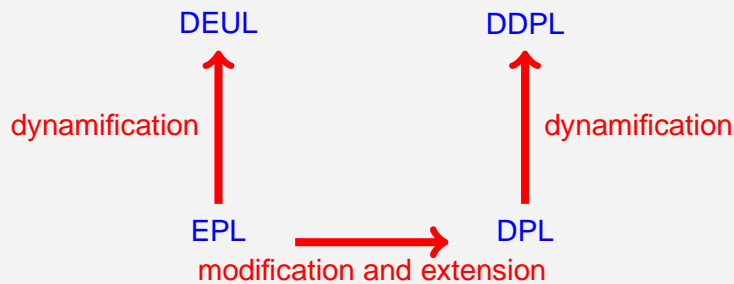 DEUL DDPL
dynamification dynamification
EPL DPL
modification and extension